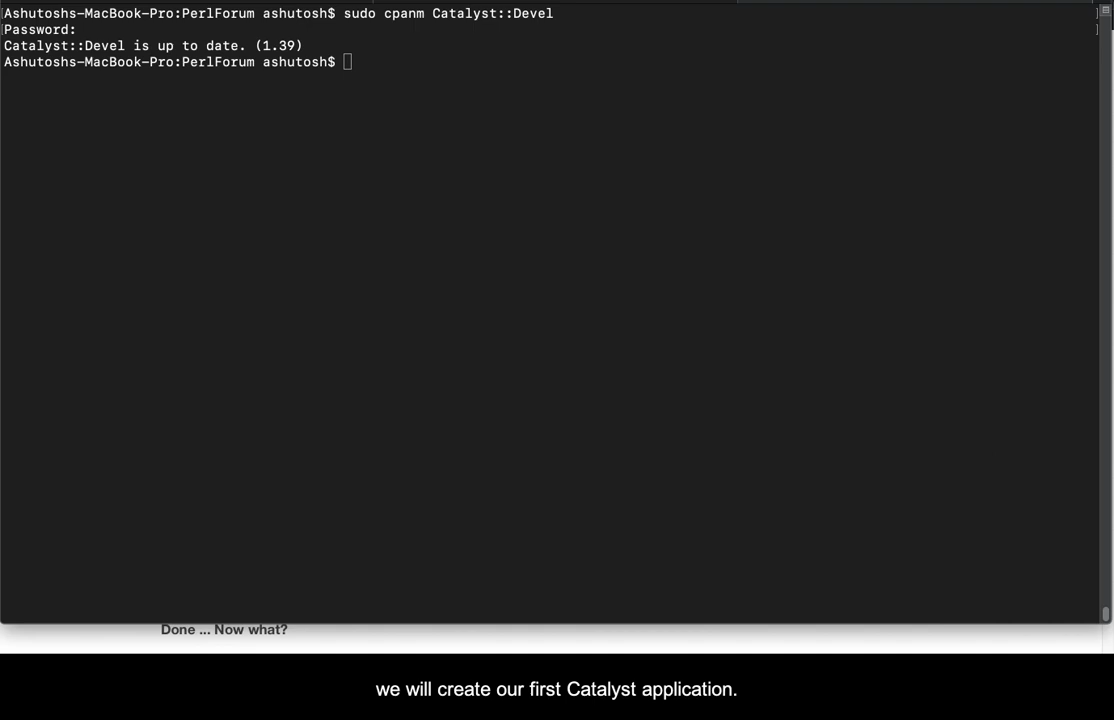 [Ashutoshs-MacBook-Pro:PerlForum ashutosh$ sudo cpanm Catalyst::Devel ]
[Password: ]
Catalyst::Devel is up to date. (1.39)
Ashutoshs-MacBook-Pro:PerlForum ashutosh$
Done ... Now what?
we will create our first Catalyst application.